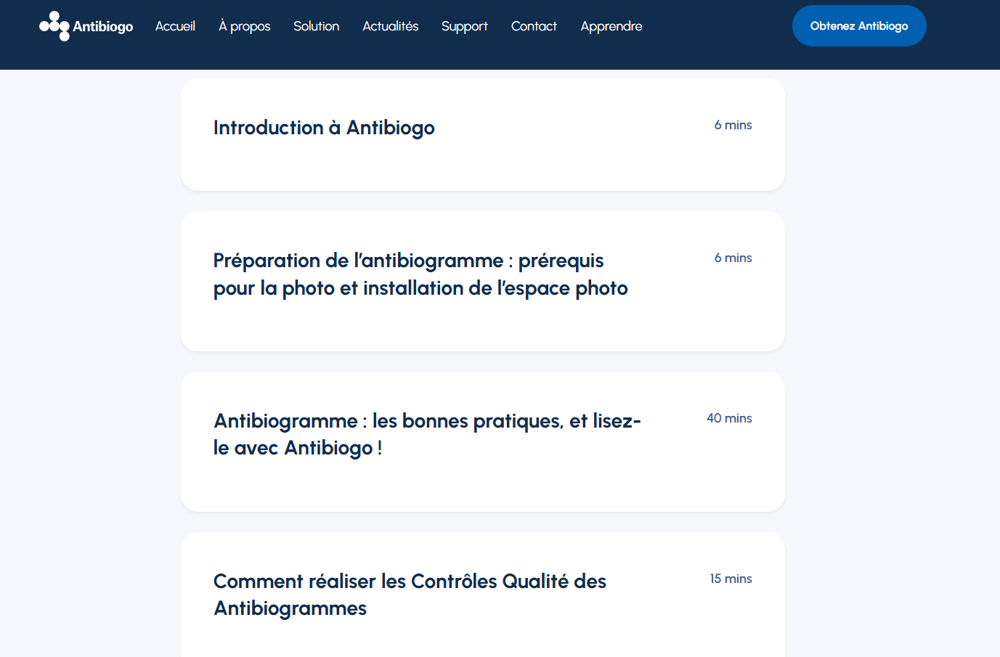 Antibiogo Accueil À propos Solution Actualités Support Contact Apprendre Obtenez Antibiogo
Introduction à Antibiogo 6 mins
Préparation de l’antibiogramme : prérequis 6 mins
pour la photo et installation de l’espace photo
Antibiogramme : les bonnes pratiques, et lisez- 40 mins
le avec Antibiogo !
Comment réaliser les Contrôles Qualité des 15 mins
Antibiogrammes